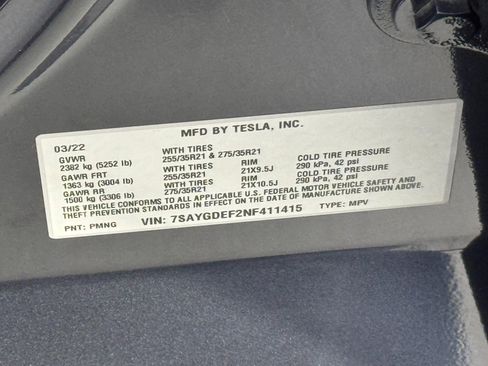 MFD BY TESLA, INC.
03/22
GVWR WITH TIRES
2382 kg (5252 lb) 255/35R21 & 275/35R21
GAWR FRT WITH TIRES RIM COLD TIRE PRESSURE
1363 kg (3004 lb) 255/35R21 21X9.5J 290 kPa, 42 psi
GAWR RR WITH TIRES RIM COLD TIRE PRESSURE
1500 kg (3306 lb) 275/35R21 21X10.5J 290 kPa, 42 psi
THIS VEHICLE CONFORMS TO ALL APPLICABLE U.S. FEDERAL MOTOR VEHICLE SAFETY AND
THEFT PREVENTION STANDARDS IN EFFECT ON THE DATE OF MANUFACTURE SHOWN ABOVE.
VIN: 7SAYGDEF2NF411415 TYPE: MPV
PNT: PMNG